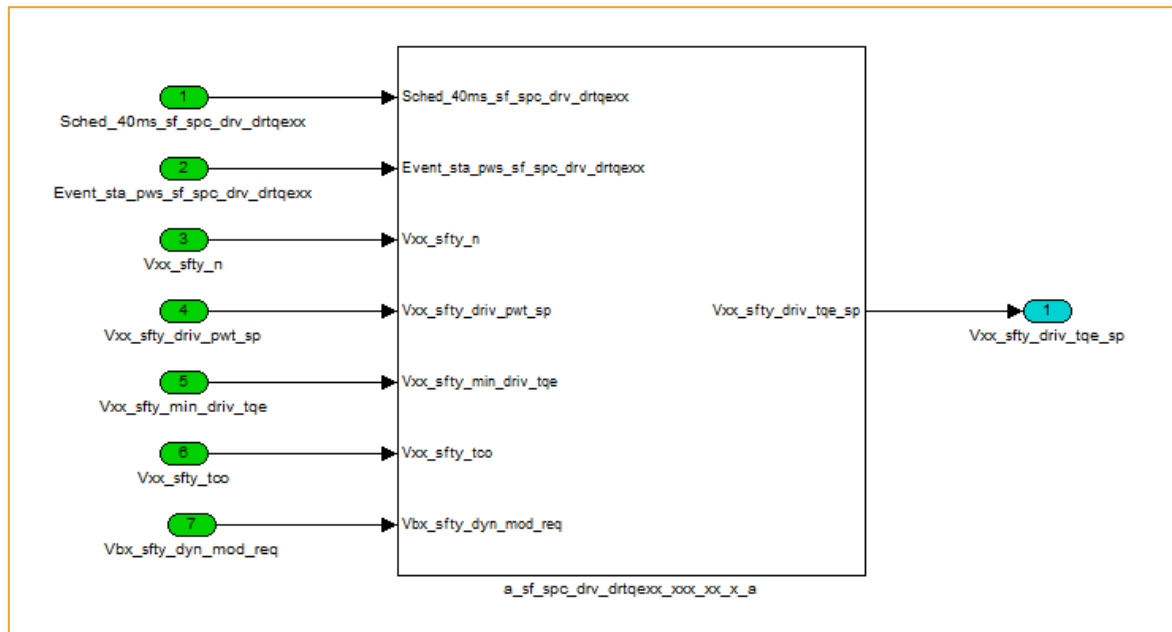 1
Sched_40ms_sf_spc_drv_drtqexx
Sched_40ms_sf_spc_drv_drtqexx
2
Event_sta_pws_sf_spc_drv_drtqexx
Event_sta_pws_sf_spc_drv_drtqexx
3
Vxx_sfty_n
Vxx_sfty_n
4
Vxx_sfty_driv_pwt_sp
Vxx_sfty_driv_pwt_sp
Vxx_sfty_driv_tqe_sp
1
Vxx_sfty_driv_tqe_sp
5
Vxx_sfty_min_driv_tqe
Vxx_sfty_min_driv_tqe
6
Vxx_sfty_tco
Vxx_sfty_tco
7
Vbx_sfty_dyn_mod_req
Vbx_sfty_dyn_mod_req
a_sf_spc_drv_drtqexx_xxx_xx_x_a